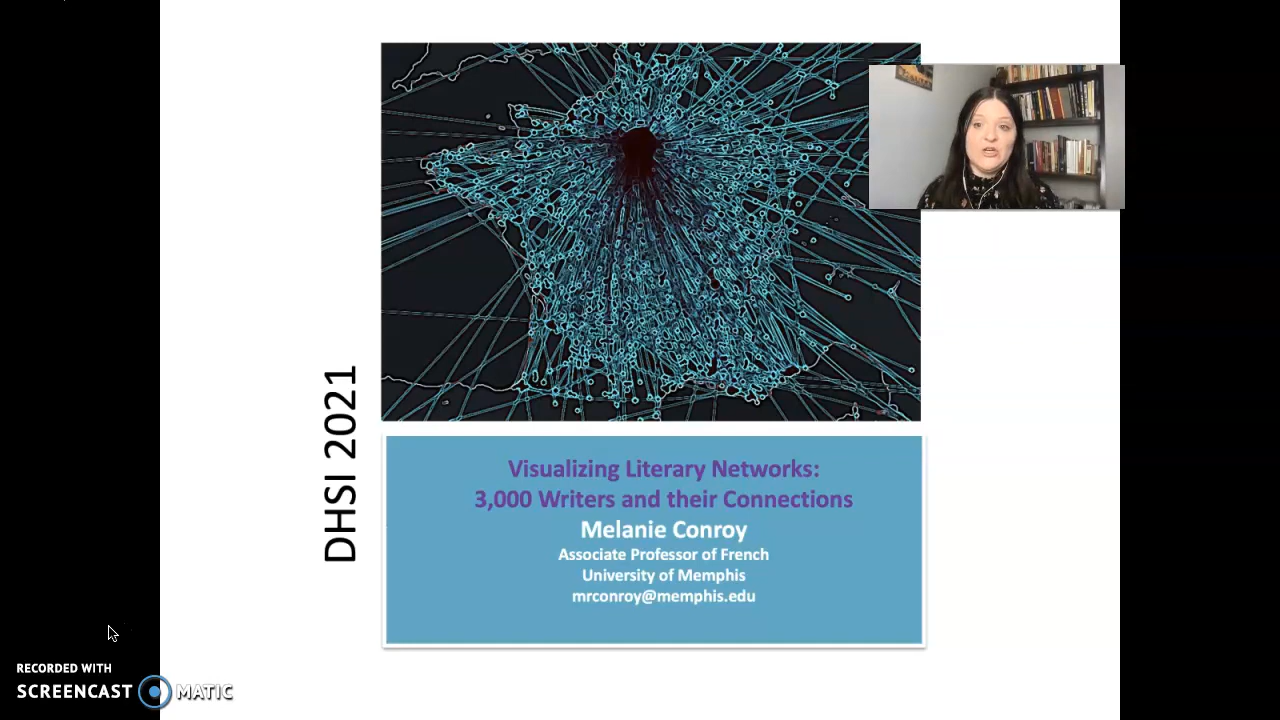 DHSI 2021
Visualizing Literary Networks:
3,000 Writers and their Connections
Melanie Conroy
Associate Professor of French
University of Memphis
mrconroy@memphis.edu
RECORDED WITH
SCREENCAST MATIC